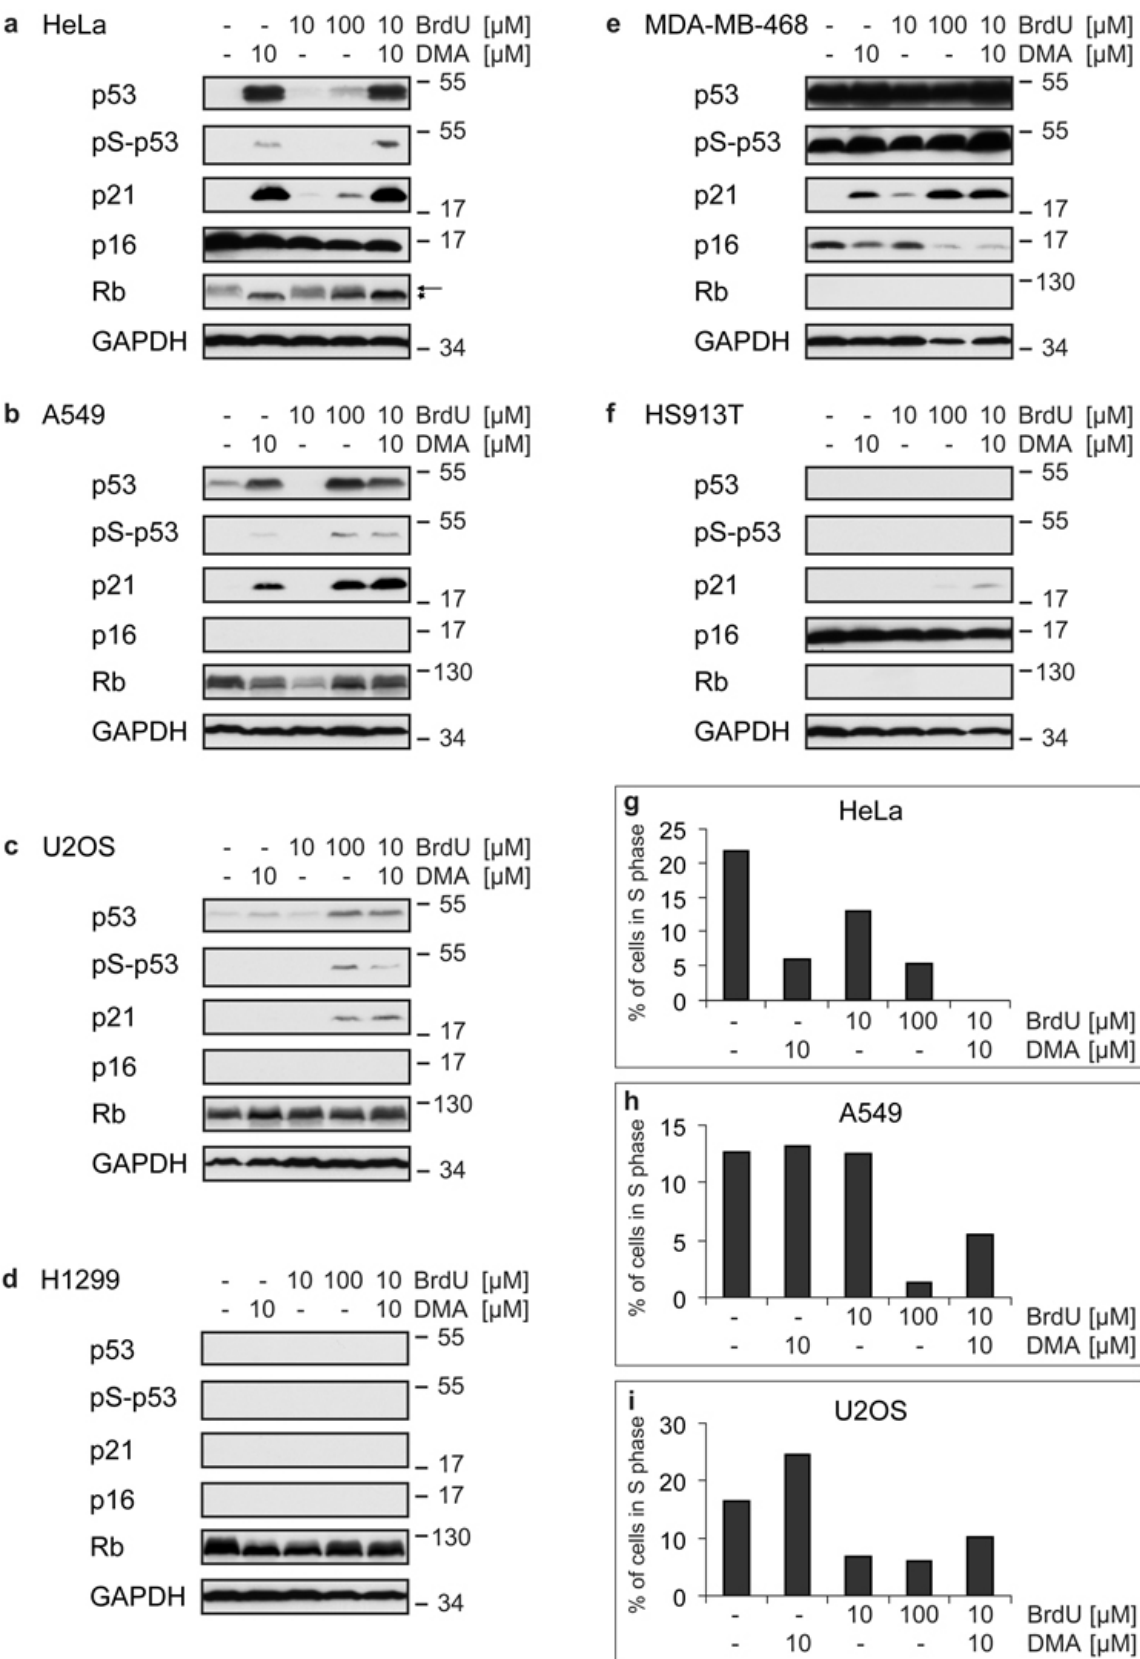 a HeLa - - 10 100 10 BrdU [µM]
- 10 - - 10 DMA [µM]
p53 – 55
pS-p53 – 55
p21 – 17
p16 – 17
Rb
GAPDH – 34
b A549 - - 10 100 10 BrdU [µM]
- 10 - - 10 DMA [µM]
p53 – 55
pS-p53 – 55
p21 – 17
p16 – 17
Rb –130
GAPDH – 34
c U2OS - - 10 100 10 BrdU [µM]
- 10 - - 10 DMA [µM]
p53 – 55
pS-p53 – 55
p21 – 17
p16 – 17
Rb –130
GAPDH – 34
d H1299 - - 10 100 10 BrdU [µM]
- 10 - - 10 DMA [µM]
p53 – 55
pS-p53 – 55
p21 – 17
p16 – 17
Rb –130
GAPDH – 34
e MDA-MB-468 - - 10 100 10 BrdU [µM]
- 10 - - 10 DMA [µM]
p53 – 55
pS-p53 – 55
p21 – 17
p16 – 17
Rb –130
GAPDH – 34
f HS913T - - 10 100 10 BrdU [µM]
- 10 - - 10 DMA [µM]
p53 – 55
pS-p53 – 55
p21 – 17
p16 – 17
Rb –130
GAPDH – 34
g HeLa
% of cells in S phase
25
20
15
10
5
0
- - 10 100 10 BrdU [µM]
- 10 - - 10 DMA [µM]
h A549
% of cells in S phase
15
10
5
0
- - 10 100 10 BrdU [µM]
- 10 - - 10 DMA [µM]
i U2OS
% of cells in S phase
30
20
10
0
- - 10 100 10 BrdU [µM]
- 10 - - 10 DMA [µM]